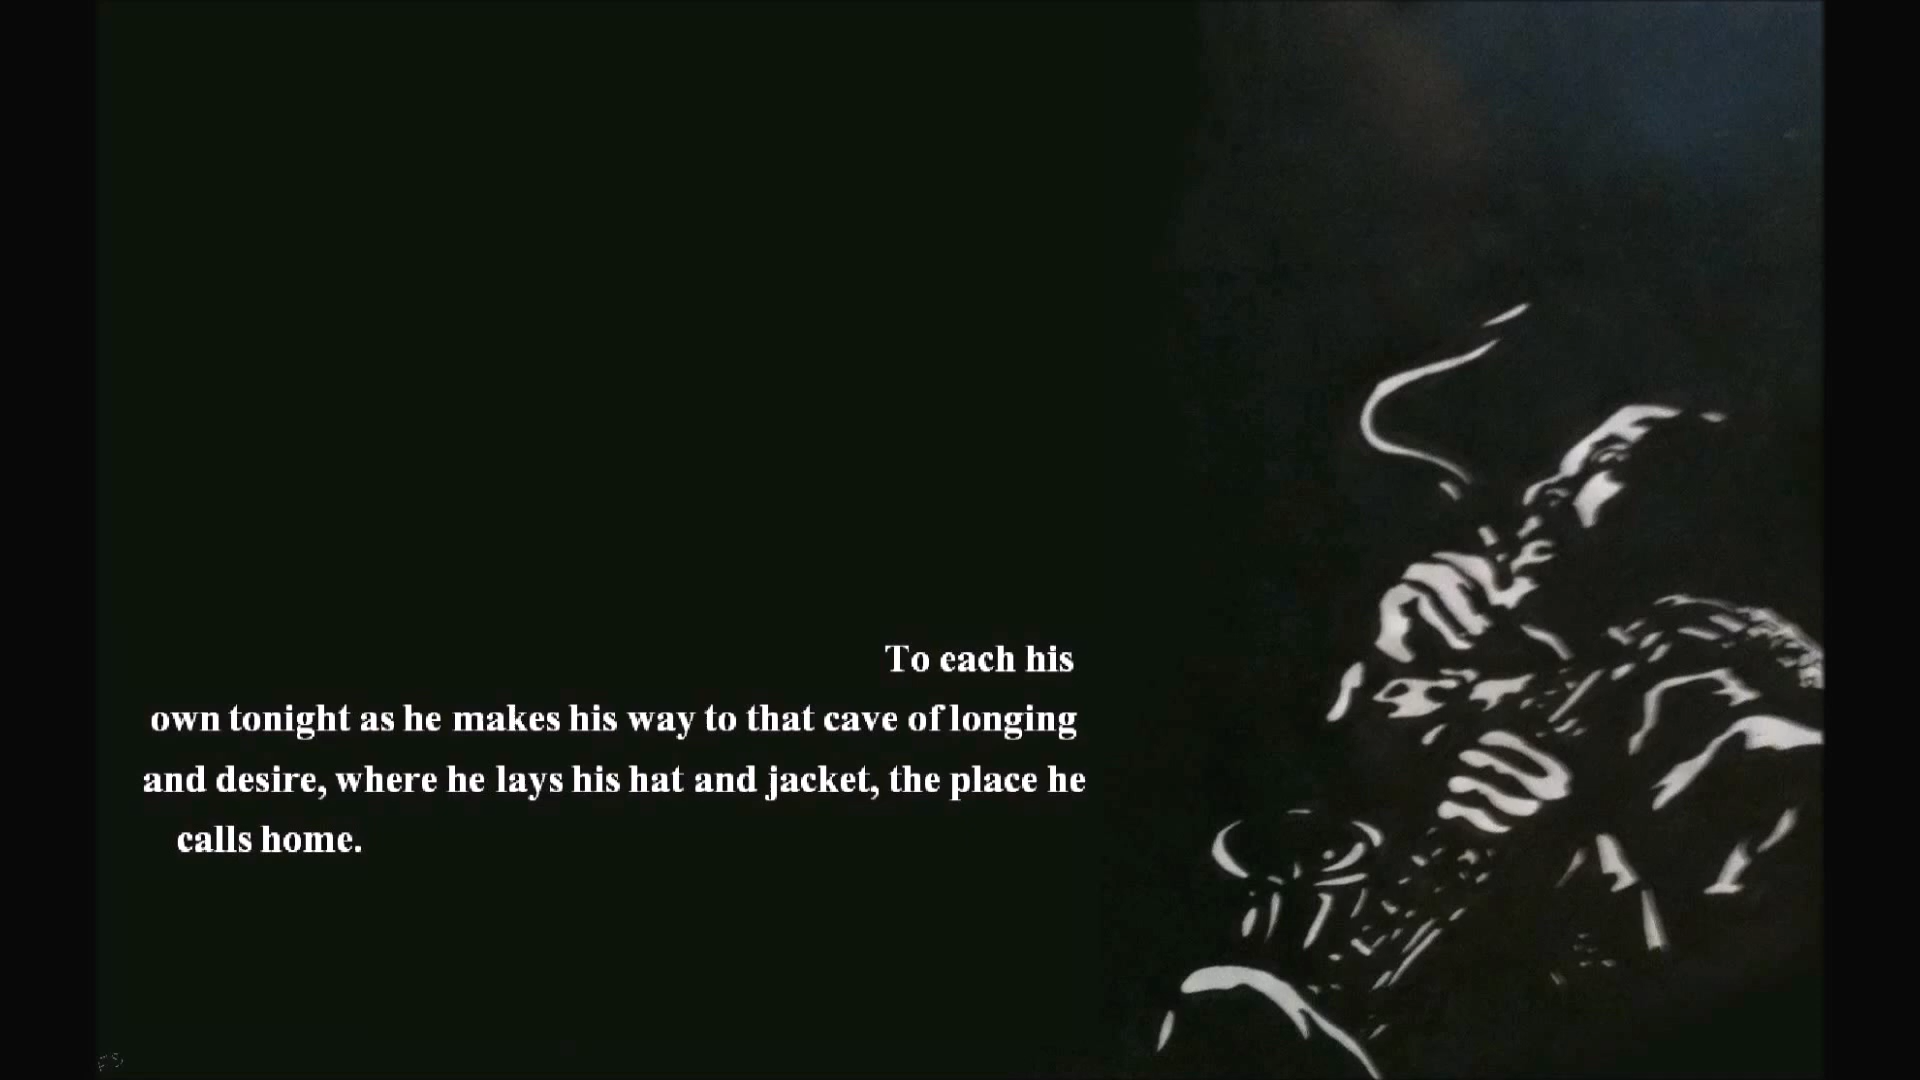 To each his
own tonight as he makes his way to that cave of longing
and desire, where he lays his hat and jacket, the place he
calls home.